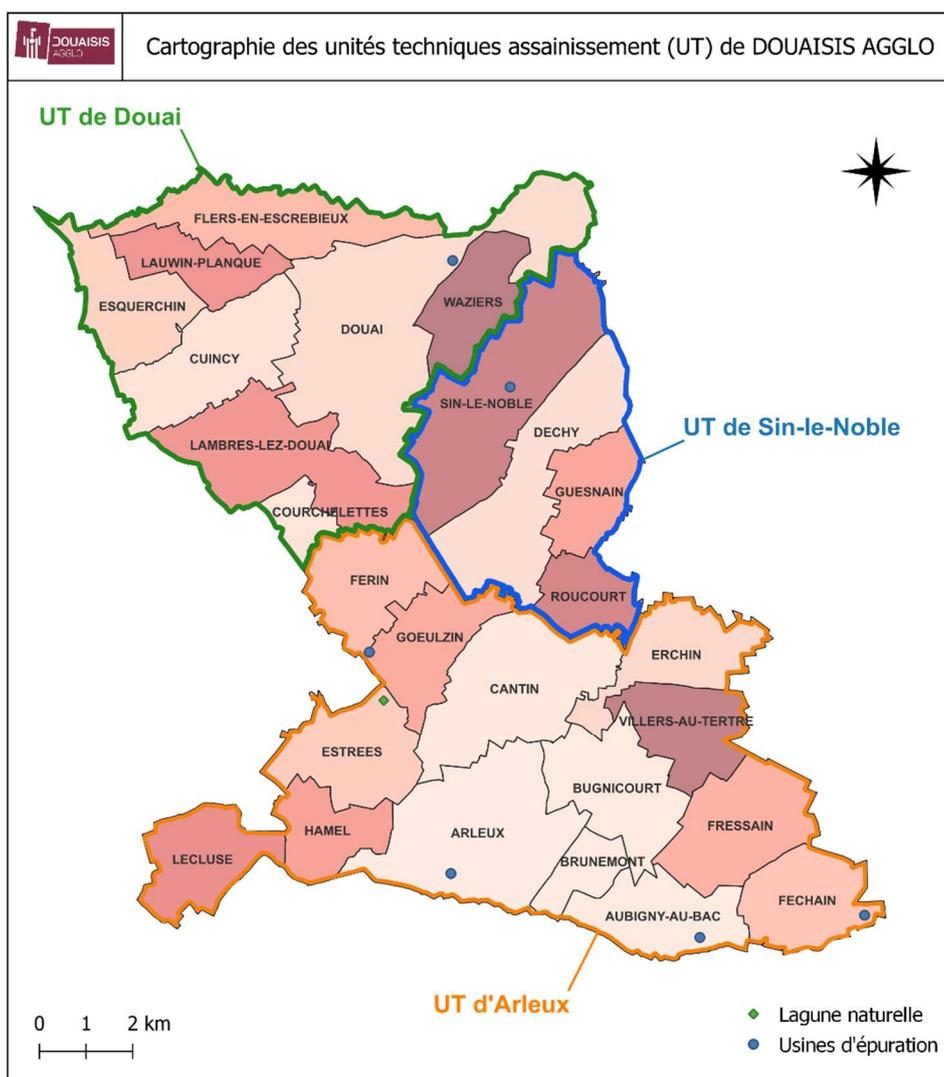 DOUAISIS
AGGLO
Cartographie des unités techniques assainissement (UT) de DOUAISIS AGGLO
UT de Douai
FLERS-EN-ESCREBIEUX
LAUWIN-PLANQUE
ESQUERCHIN
WAZIERS
DOUAI
CUINCY
SIN-LE-NOBLE
UT de Sin-le-Noble
DECHY
LAMBRES-LEZ-DOUAI
GUESNAIN
COURCHELETTES
FERIN
ROUCOURT
GOEULZIN
ERCHIN
CANTIN
VILLERS-AU-TERTRE
ESTREES
BUGNICOURT
FRESSAIN
HAMEL
ARLEUX
LECLUSE
BRUNEMONT
FECHAIN
AUBIGNY-AU-BAC
UT d'Arleux
0 1 2 km
Lagune naturelle
Usines d'épuration